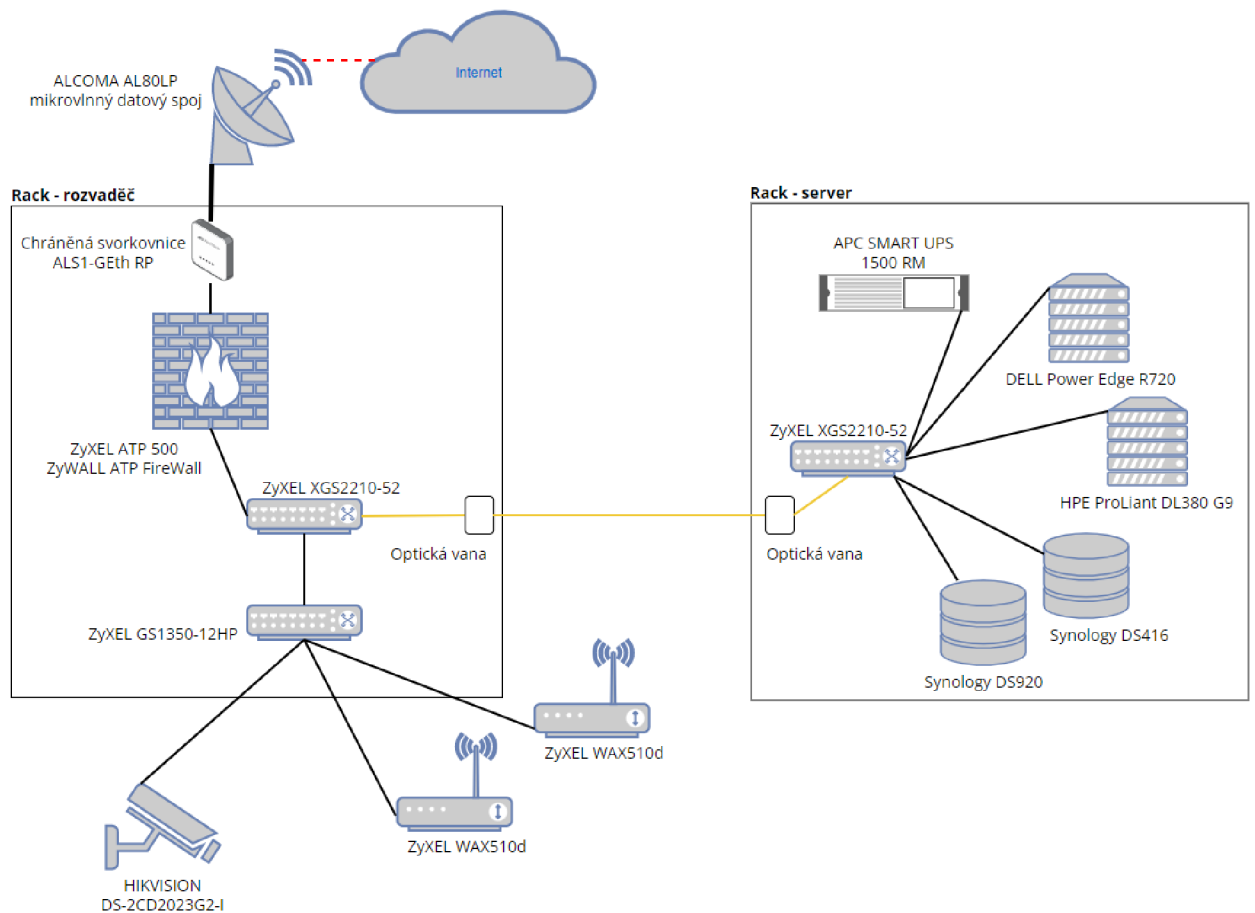 Internet
ALCOMA AL80LP
mikrovlnný datový spoj
Rack - rozvaděč
Chráněná svorkovnice
ALS1-GEth RP
ZyXEL ATP 500
ZyWALL ATP FireWall
ZyXEL XGS2210-52
Optická vana
ZyXEL GS1350-12HP
ZyXEL WAX510d
ZyXEL WAX510d
HIKVISION
DS-2CD2023G2-I
Rack - server
APC SMART UPS
1500 RM
DELL Power Edge R720
ZyXEL XGS2210-52
HPE ProLiant DL380 G9
Optická vana
Synology DS416
Synology DS920